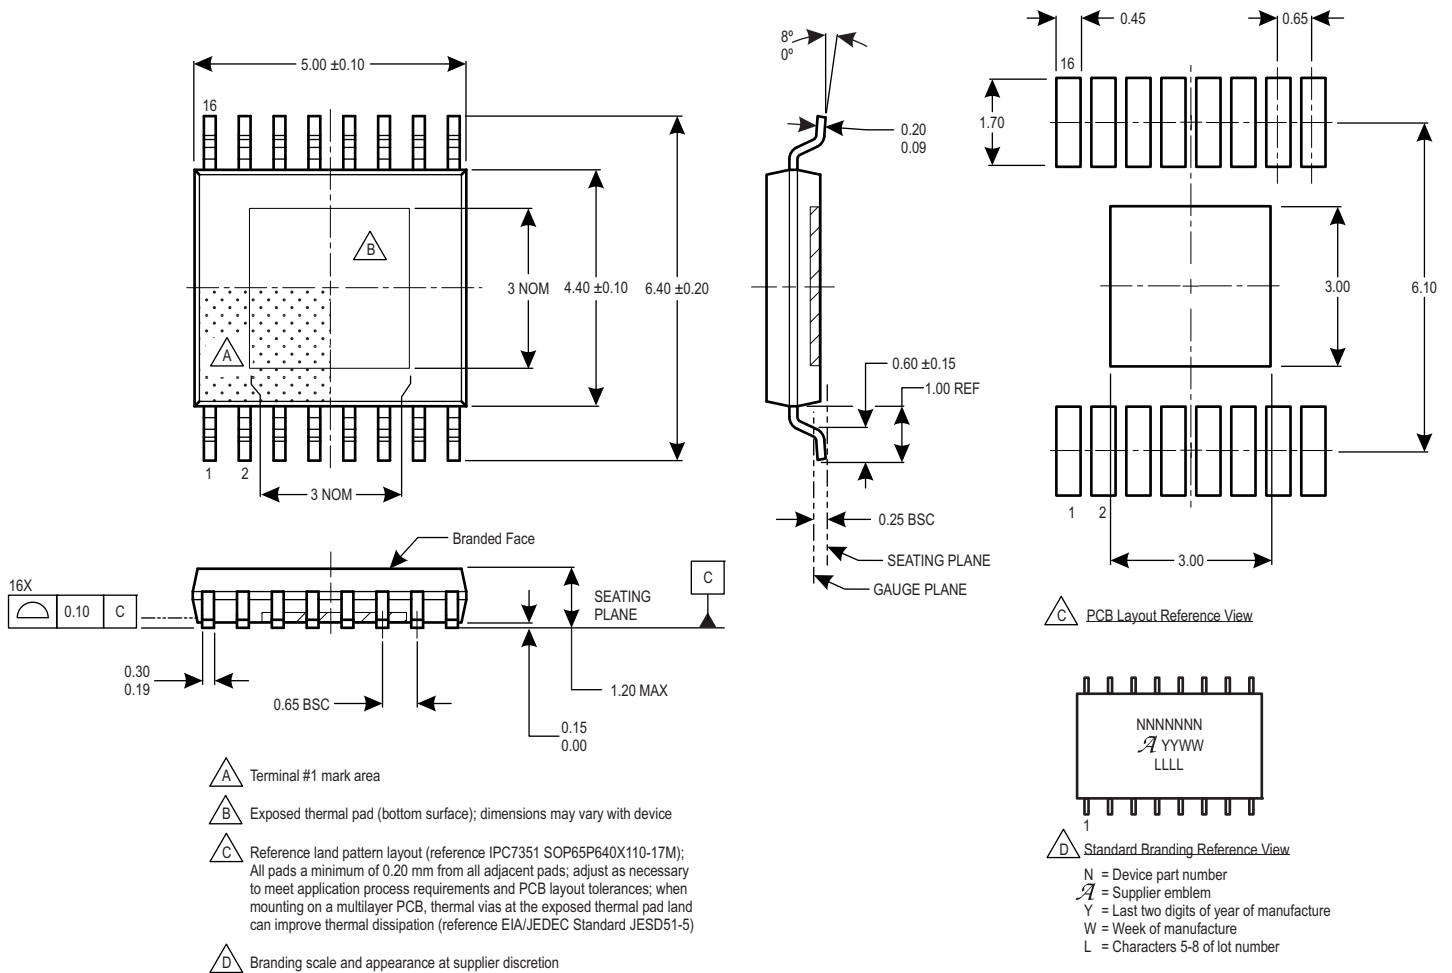 5.00 ±0.10
16
B
3 NOM
4.40 ±0.10
6.40 ±0.20
A
1 2
3 NOM
8º
0º
0.20
0.09
0.60 ±0.15
1.00 REF
0.25 BSC
SEATING PLANE
GAUGE PLANE
0.45
0.65
16
1.70
3.00
6.10
1 2
3.00
C PCB Layout Reference View
Branded Face
16X
0.10 C
SEATING
PLANE
C
0.30
0.19
0.65 BSC
1.20 MAX
0.15
0.00
A Terminal #1 mark area
B Exposed thermal pad (bottom surface); dimensions may vary with device
C Reference land pattern layout (reference IPC7351 SOP65P640X110-17M);
All pads a minimum of 0.20 mm from all adjacent pads; adjust as necessary
to meet application process requirements and PCB layout tolerances; when
mounting on a multilayer PCB, thermal vias at the exposed thermal pad land
can improve thermal dissipation (reference EIA/JEDEC Standard JESD51-5)
D Branding scale and appearance at supplier discretion
NNNNNNN
A YYWW
LLLL
1
D Standard Branding Reference View
N = Device part number
A = Supplier emblem
Y = Last two digits of year of manufacture
W = Week of manufacture
L = Characters 5-8 of lot number